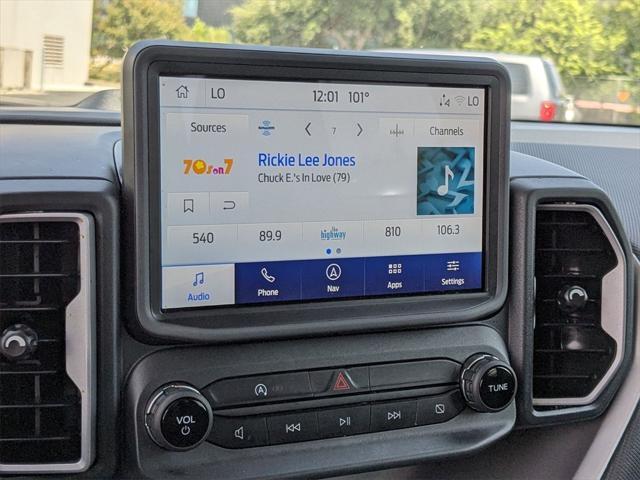 LO 12:01 101° LO
Sources 7 Channels
70s on 7
Rickie Lee Jones
Chuck E.'s In Love (79)
540 89.9 the highway 810 106.3
Audio Phone Nav Apps Settings
VOL
TUNE